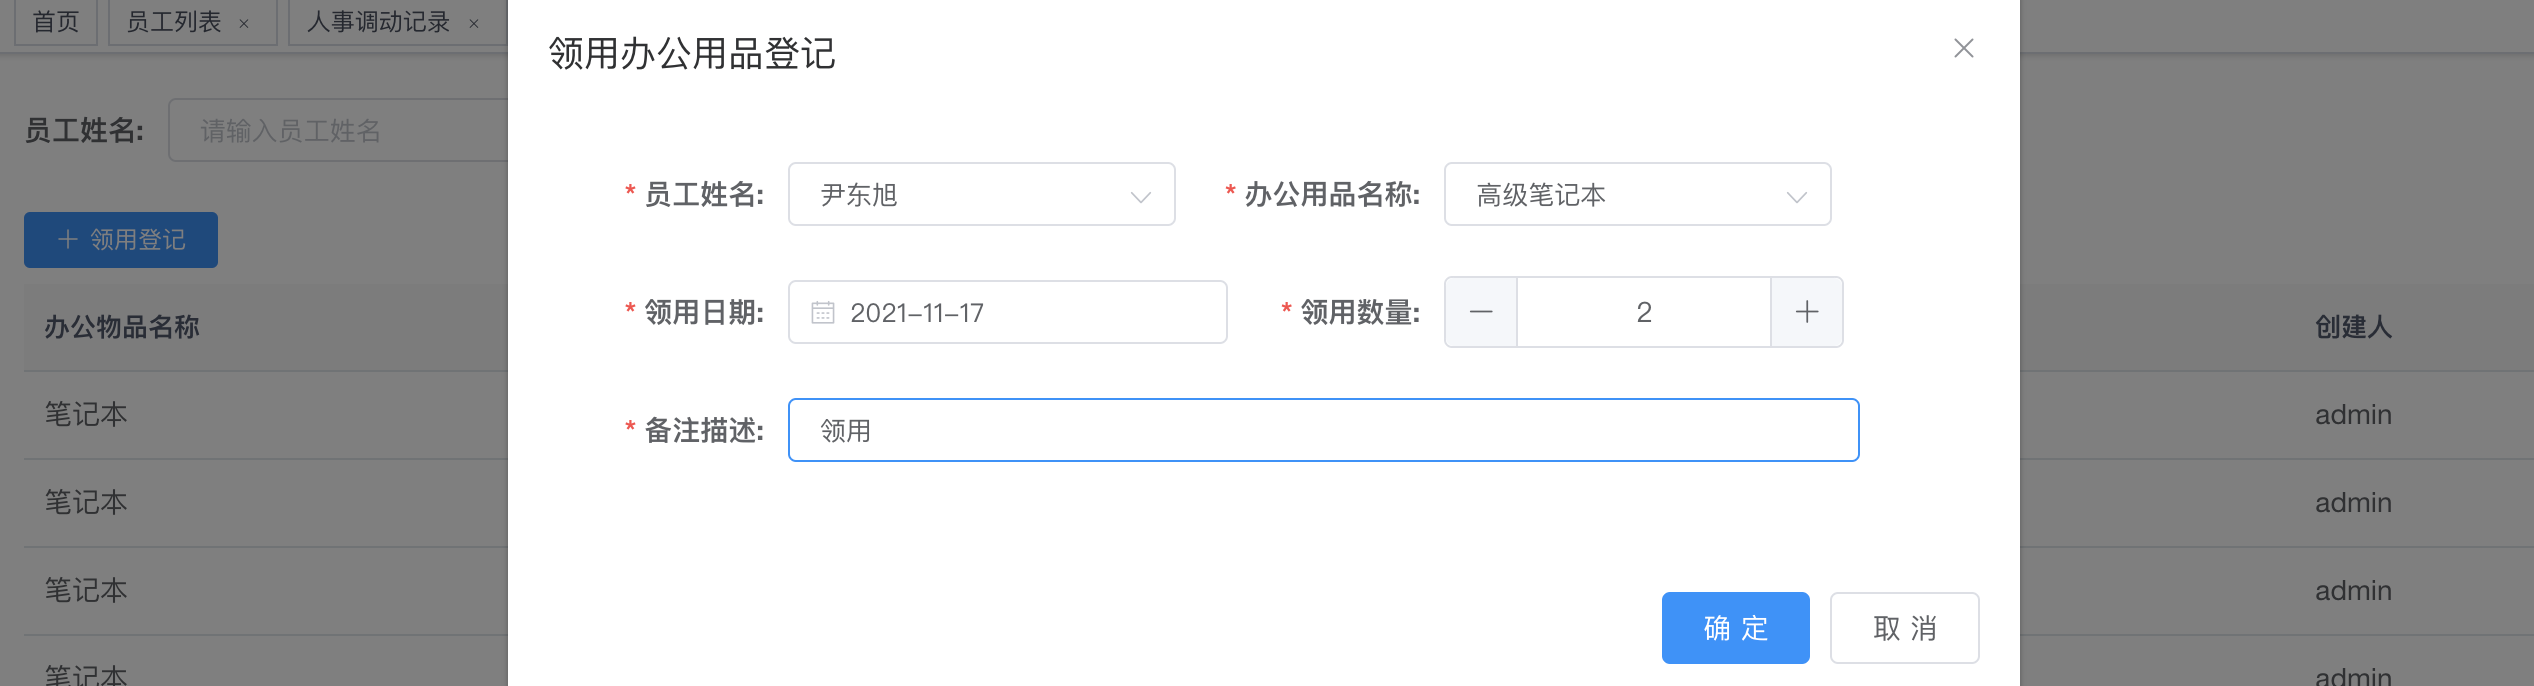 首页 员工列表 × 人事调动记录 ×
领用办公用品登记
员工姓名: 请输入员工姓名
* 员工姓名: 尹东旭 * 办公用品名称: 高级笔记本
+ 领用登记
* 领用日期: 2021-11-17 * 领用数量: 2
办公物品名称 创建人
笔记本 admin
* 备注描述: 领用
笔记本 admin
笔记本 admin
确 定 取 消
笔记本 admin